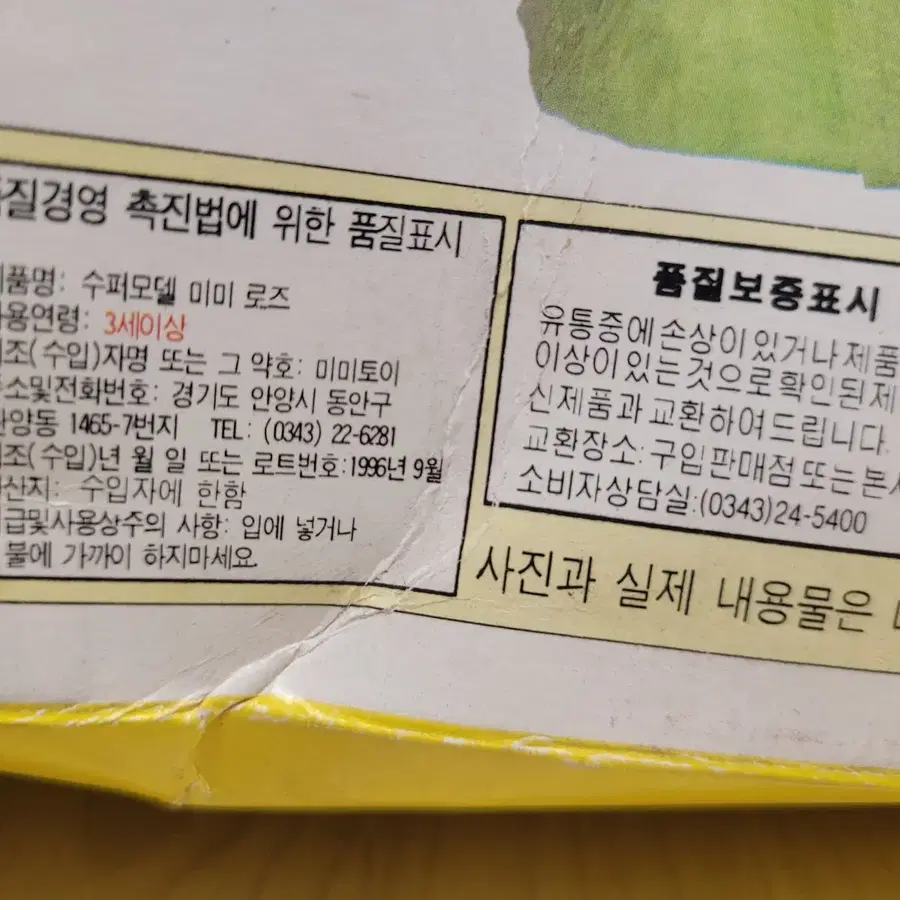 질경영 촉진법에 위한 품질표시
품명: 수퍼모델 미미 로즈
용연령: 3세이상
조(수입)자명 또는 그 약호: 미미토이
소및전화번호: 경기도 안양시 동안구
양동 1465-7번지 TEL: (0343) 22-6281
조(수입)년 월 일 또는 로트번호:1996년 9월
산지: 수입자에 한함
급및사용상주의 사항: 입에 넣거나
불에 가까이 하지마세요.
품질보증표시
유통중에 손상이 있거나 제품
이상이 있는 것으로 확인된 제
신제품과 교환하여 드립니다.
교환장소: 구입판매점 또는 본
소비자상담실:(0343)24-5400
사진과 실제 내용물은